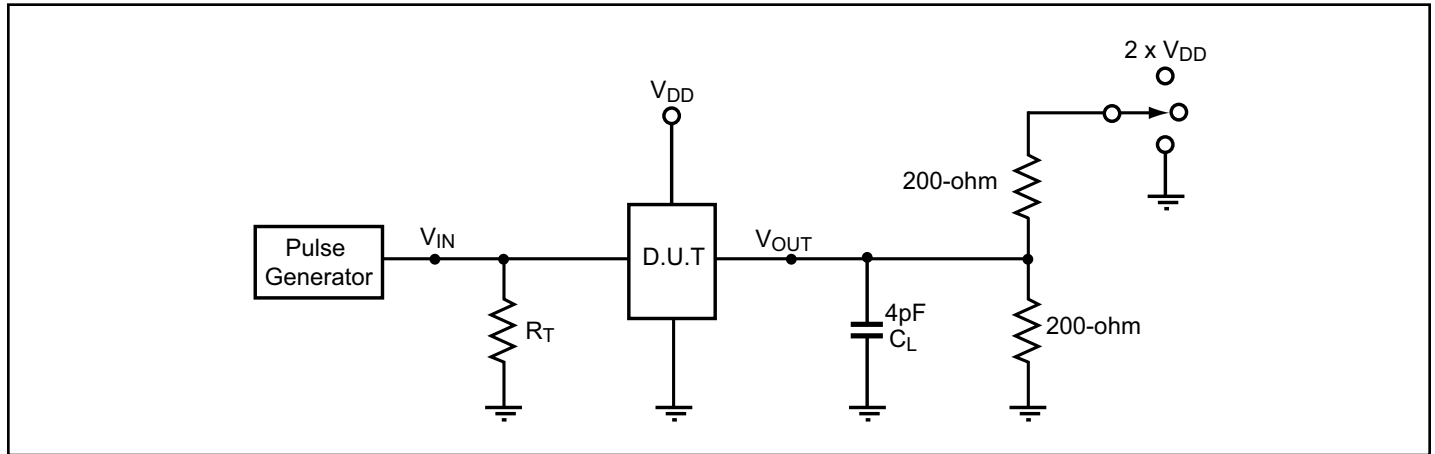 2 x VDD
VDD
200-ohm
Pulse
Generator
VIN
D.U.T
VOUT
RT
4pF
CL
200-ohm